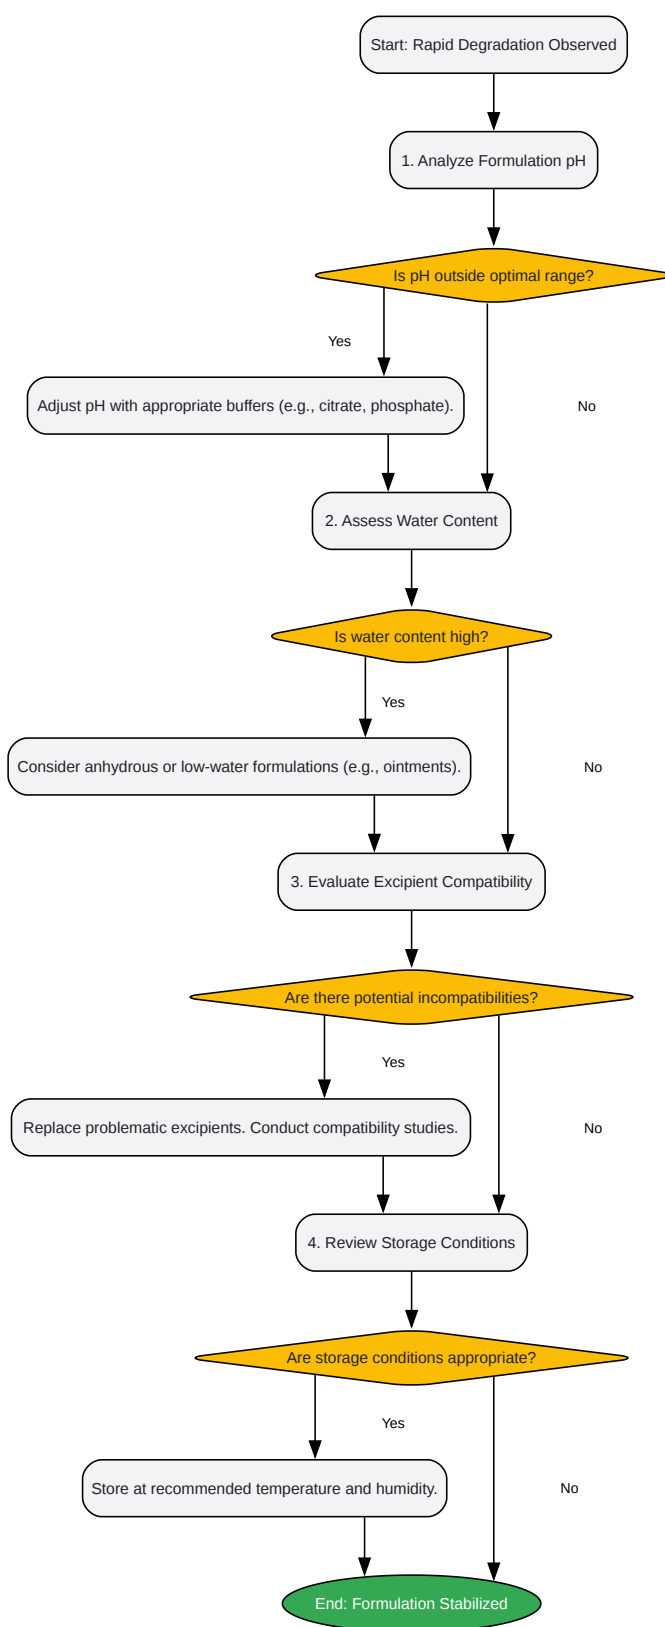 Start: Rapid Degradation Observed
1. Analyze Formulation pH
Is pH outside optimal range?
Yes
Adjust pH with appropriate buffers (e.g., citrate, phosphate).
No
2. Assess Water Content
Is water content high?
Yes
Consider anhydrous or low-water formulations (e.g., ointments).
No
3. Evaluate Excipient Compatibility
Are there potential incompatibilities?
Yes
Replace problematic excipients. Conduct compatibility studies.
No
4. Review Storage Conditions
Are storage conditions appropriate?
Yes
Store at recommended temperature and humidity.
No
End: Formulation Stabilized